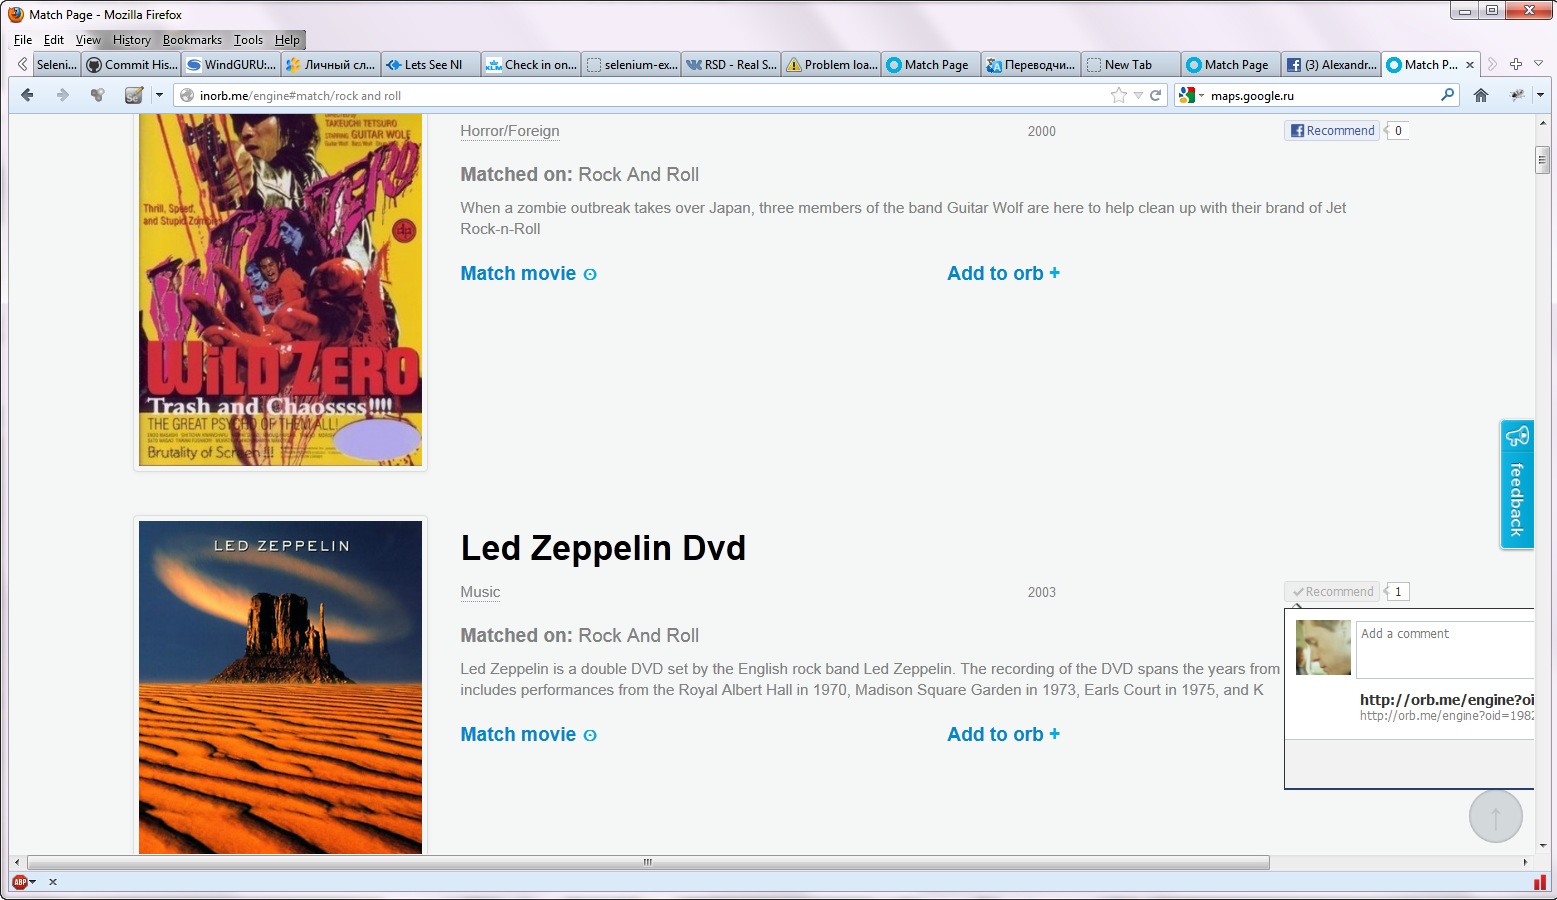 Match Page - Mozilla Firefox
File Edit View History Bookmarks Tools Help
Seleni... Commit His... WindGURU:... Личный сл... Lets See NI KLM Check in on... selenium-ex... RSD - Real S... Problem loa... Match Page Переводчи... New Tab Match Page (3) Alexandr... Match P...
inorb.me/engine#match/rock and roll
maps.google.ru
TAKEUCHI TETSURO
STARRING GUITAR WOLF
Thrill, Speed,
and Stupid Zombies
WILD ZERO
Trash and Chaossss!!!!
THE GREAT PSYCHO OF THEM ALL!
Brutality of Screen !!!
Horror/Foreign
2000
Recommend 0
Matched on: Rock And Roll
When a zombie outbreak takes over Japan, three members of the band Guitar Wolf are here to help clean up with their brand of Jet
Rock-n-Roll
Match movie
Add to orb +
feedback
LED ZEPPELIN
Led Zeppelin Dvd
Music
2003
Recommend 1
Matched on: Rock And Roll
Led Zeppelin is a double DVD set by the English rock band Led Zeppelin. The recording of the DVD spans the years from
includes performances from the Royal Albert Hall in 1970, Madison Square Garden in 1973, Earls Court in 1975, and K
Match movie
Add to orb +
Add a comment
http://orb.me/engine?oi
http://orb.me/engine?oid=1982
ABP